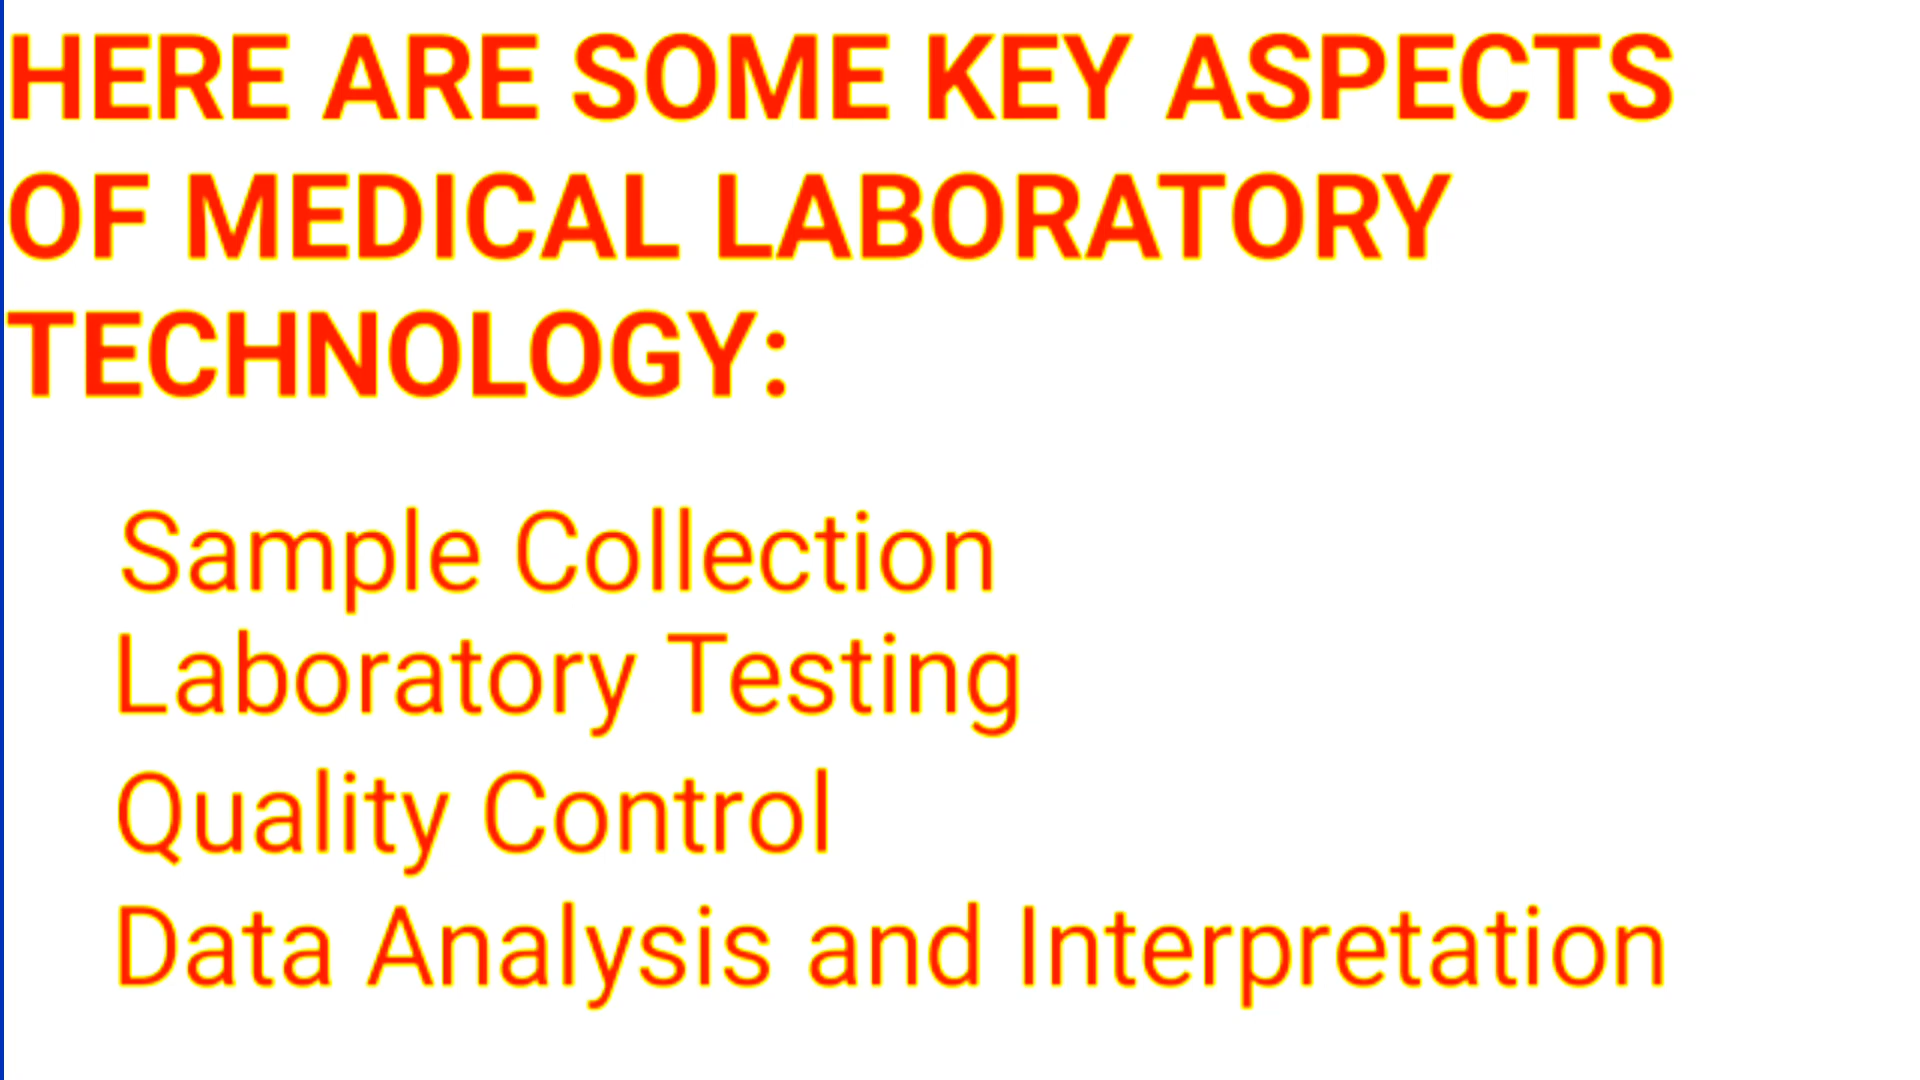 HERE ARE SOME KEY ASPECTS
OF MEDICAL LABORATORY
TECHNOLOGY:
Sample Collection
Laboratory Testing
Quality Control
Data Analysis and Interpretation